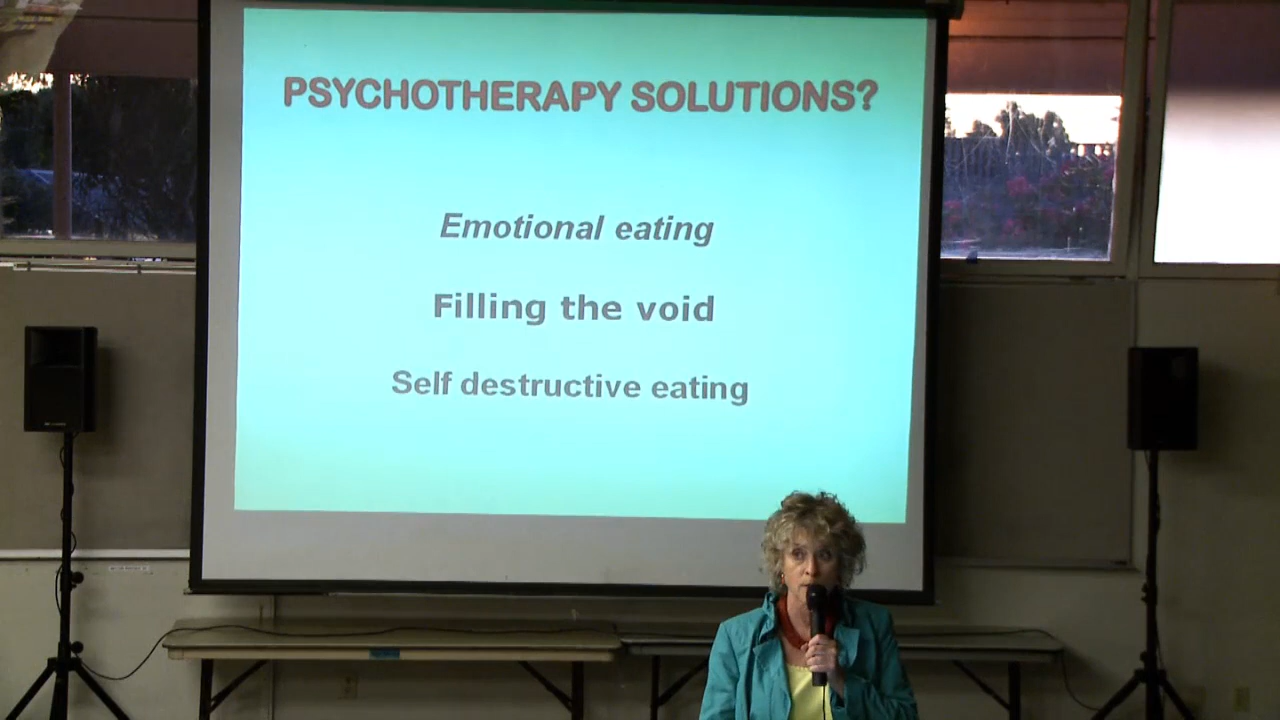 PSYCHOTHERAPY SOLUTIONS?
Emotional eating
Filling the void
Self destructive eating